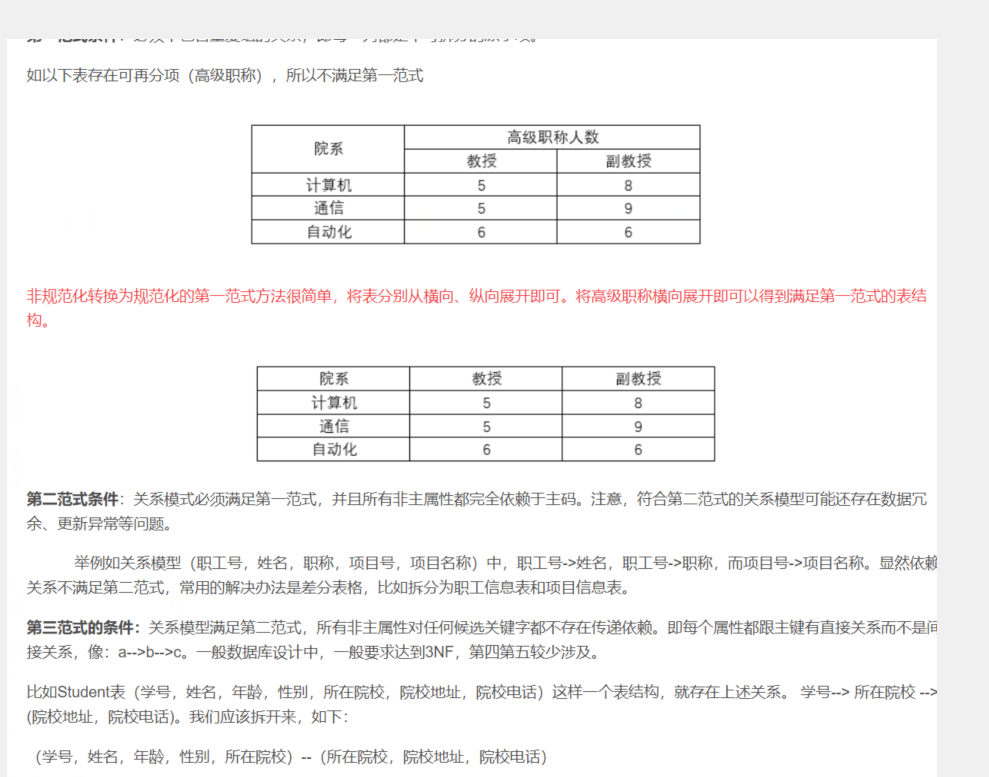 如以下表存在可再分项（高级职称），所以不满足第一范式
院系 高级职称人数
教授 副教授
计算机 5 8
通信 5 9
自动化 6 6
非规范化转换为规范化的第一范式方法很简单，将表分别从横向、纵向展开即可。将高级职称横向展开即可以得到满足第一范式的表结
构。
院系 教授 副教授
计算机 5 8
通信 5 9
自动化 6 6
第二范式条件：关系模式必须满足第一范式，并且所有非主属性都完全依赖于主码。注意，符合第二范式的关系模型可能还存在数据冗
余、更新异常等问题。
举例如关系模型（职工号，姓名，职称，项目号，项目名称）中，职工号->姓名，职工号->职称，而项目号->项目名称。显然依赖
关系不满足第二范式，常用的解决办法是差分表格，比如拆分为职工信息表和项目信息表。
第三范式的条件：关系模型满足第二范式，所有非主属性对任何候选关键字都不存在传递依赖。即每个属性都跟主键有直接关系而不是间
接关系，像：a-->b-->c。一般数据库设计中，一般要求达到3NF，第四第五较少涉及。
比如Student表（学号，姓名，年龄，性别，所在院校，院校地址，院校电话）这样一个表结构，就存在上述关系。 学号--> 所在院校 -->
(院校地址，院校电话)。我们应该拆开来，如下：
（学号，姓名，年龄，性别，所在院校）--（所在院校，院校地址，院校电话）